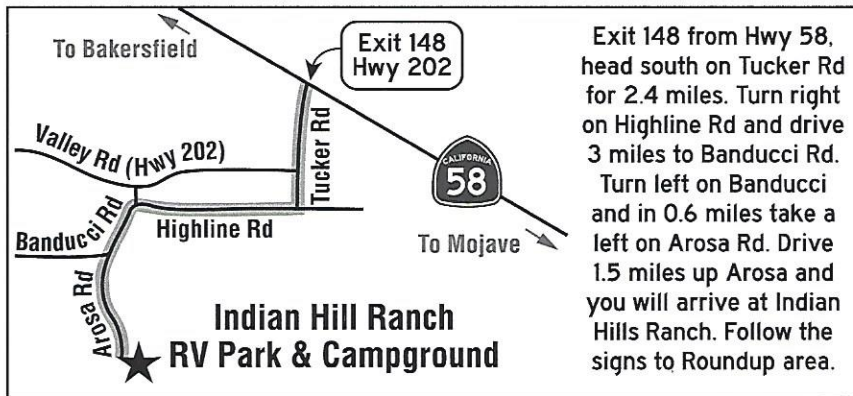 To Bakersfield
Exit 148
Hwy 202
Valley Rd (Hwy 202)
Tucker Rd
CALIFORNIA
58
Banducci Rd
Highline Rd
To Mojave
Arosa Rd
Indian Hill Ranch
RV Park & Campground
Exit 148 from Hwy 58,
head south on Tucker Rd
for 2.4 miles. Turn right
on Highline Rd and drive
3 miles to Banducci Rd.
Turn left on Banducci
and in 0.6 miles take a
left on Arosa Rd. Drive
1.5 miles up Arosa and
you will arrive at Indian
Hills Ranch. Follow the
signs to Roundup area.